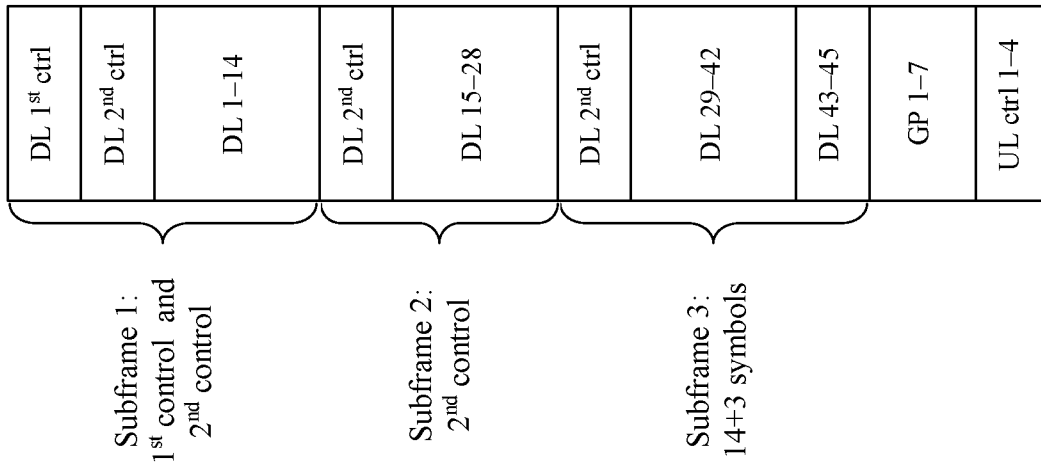 DL 1st ctrl
DL 2nd ctrl
DL 1–14
DL 2nd ctrl
DL 15–28
DL 2nd ctrl
DL 29–42
DL 43–45
GP 1–7
UL ctrl 1–4
Subframe 1:
1st control and
2nd control
Subframe 2:
2nd control
Subframe 3:
14+3 symbols